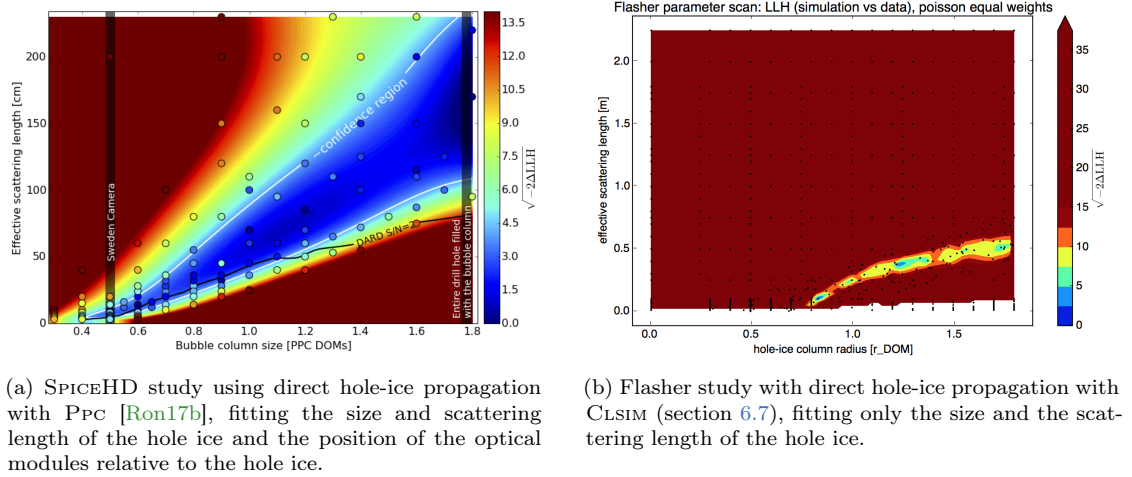 Flasher parameter scan: LLH (simulation vs data), poisson equal weights
Effective scattering length [cm]
200
150
100
50
0
0.4
0.6
0.8
1.0
1.2
1.4
1.6
1.8
Bubble column size [PPC DOMs]
Sweden Camera
~confidence region
DARD S/N=2
Entire drill hole filled
with the bubble column
13.5
12.0
10.5
9.0
7.5
6.0
4.5
3.0
1.5
0.0
√-2ΔLLH
effective scattering length [m]
2.0
1.5
1.0
0.5
0.0
0.0
0.5
1.0
1.5
hole-ice column radius [r_DOM]
35
30
25
20
15
10
5
0
√-2ΔLLH
(a) SPICEHD study using direct hole-ice propagation
with PPC [Ron17b], fitting the size and scattering
length of the hole ice and the position of the optical
modules relative to the hole ice.
(b) Flasher study with direct hole-ice propagation with
CLSIM (section 6.7), fitting only the size and the scat-
tering length of the hole ice.